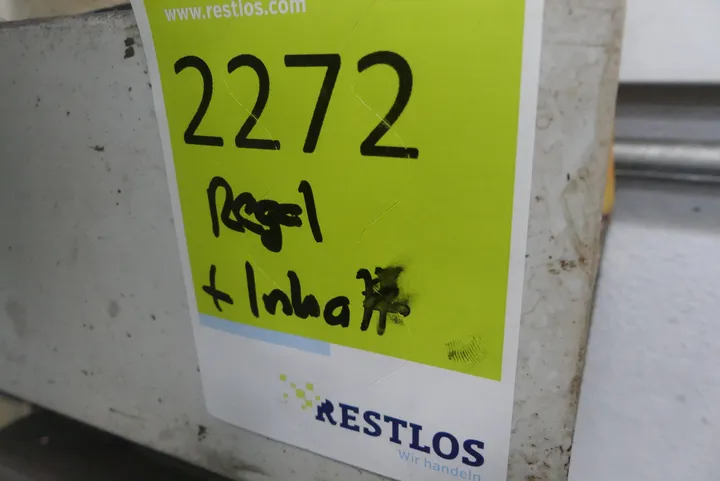 www.restlos.com
2272
Regal
+ Inhalt
RESTLOS
Wir handeln